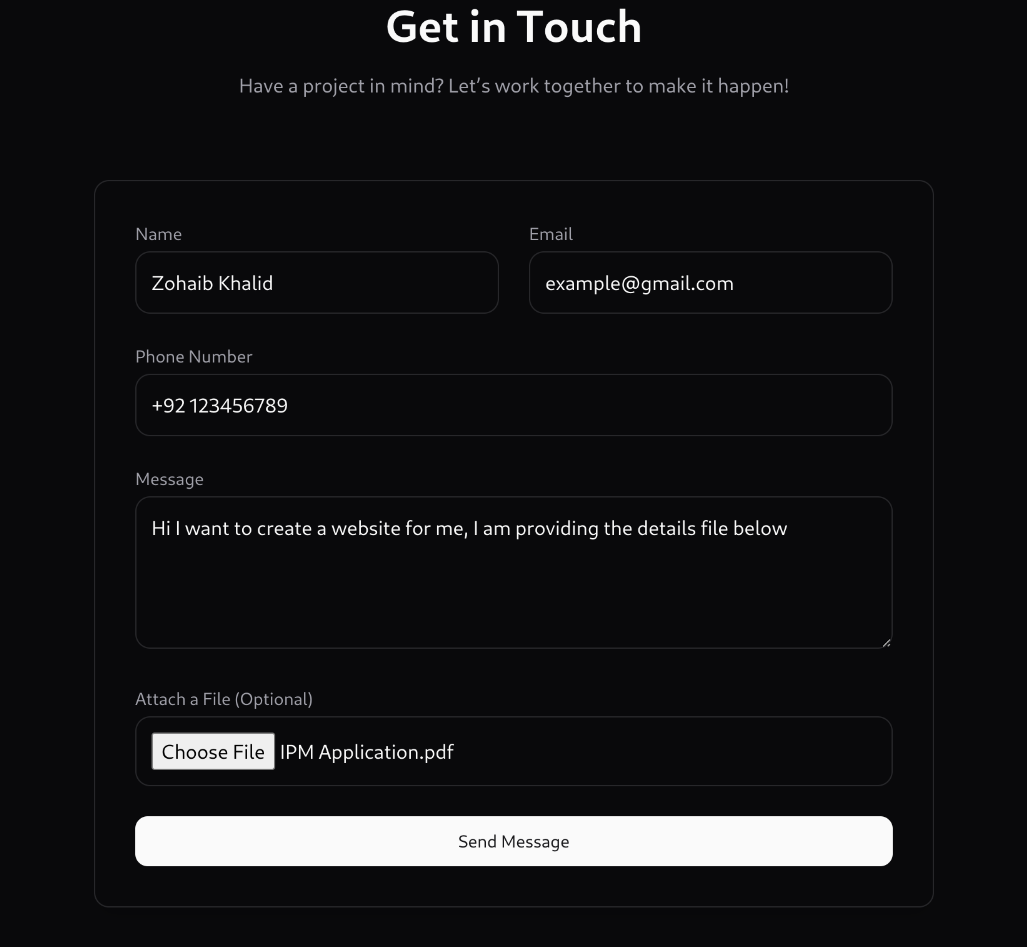 Get in Touch
Have a project in mind? Let’s work together to make it happen!
Name
Email
Zohaib Khalid
example@gmail.com
Phone Number
+92 123456789
Message
Hi I want to create a website for me, I am providing the details file below
Attach a File (Optional)
Choose File IPM Application.pdf
Send Message